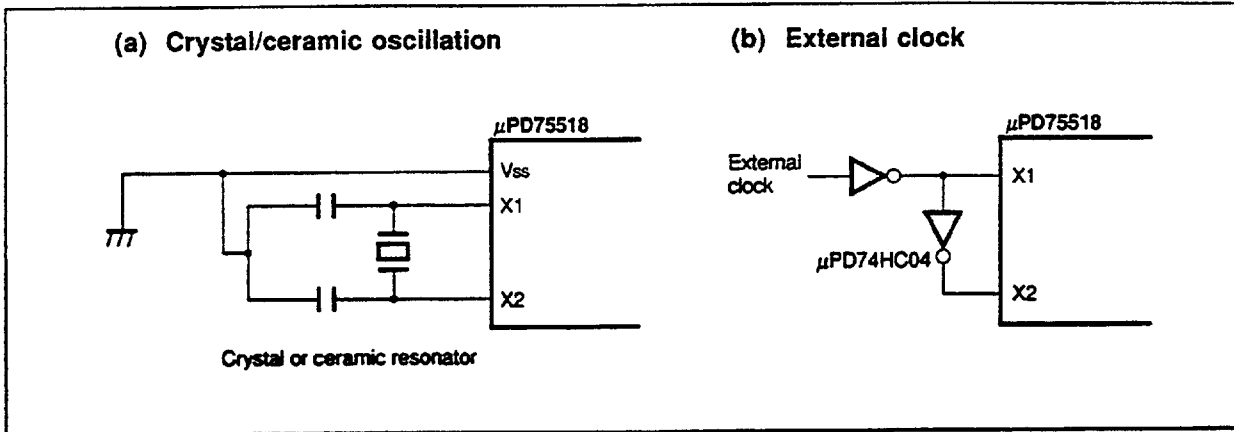 (a) Crystal/ceramic oscillation
μPD75518
Vss
X1
X2
Crystal or ceramic resonator
(b) External clock
μPD75518
External
clock
X1
μPD74HC04
X2